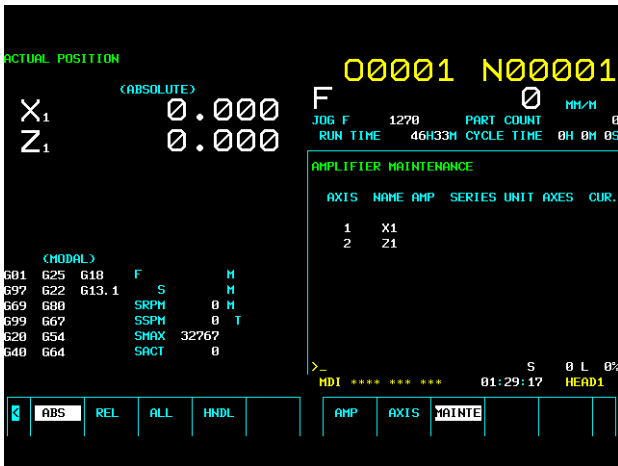 ACTUAL POSITION
(ABSOLUTE)
X1 0.000
Z1 0.000
(MODAL)
G01 G25 G18 F M
G97 G22 G13.1 S M
G69 G80 SRPM 0 M
G99 G67 SSPM 0 T
G20 G54 SMAX 32767
G40 G64 SACT 0
O0001 N00001
F 0 MM/M
JOG F 1270 PART COUNT 0
RUN TIME 46H33M CYCLE TIME 0H 0M 0S
AMPLIFIER MAINTENANCE
AXIS NAME AMP SERIES UNIT AXES CUR.
1 X1
2 Z1
>_
S 0 L 0%
MDI **** *** *** 01:29:17 HEAD1
< ABS REL ALL HNDL AMP AXIS MAINTE